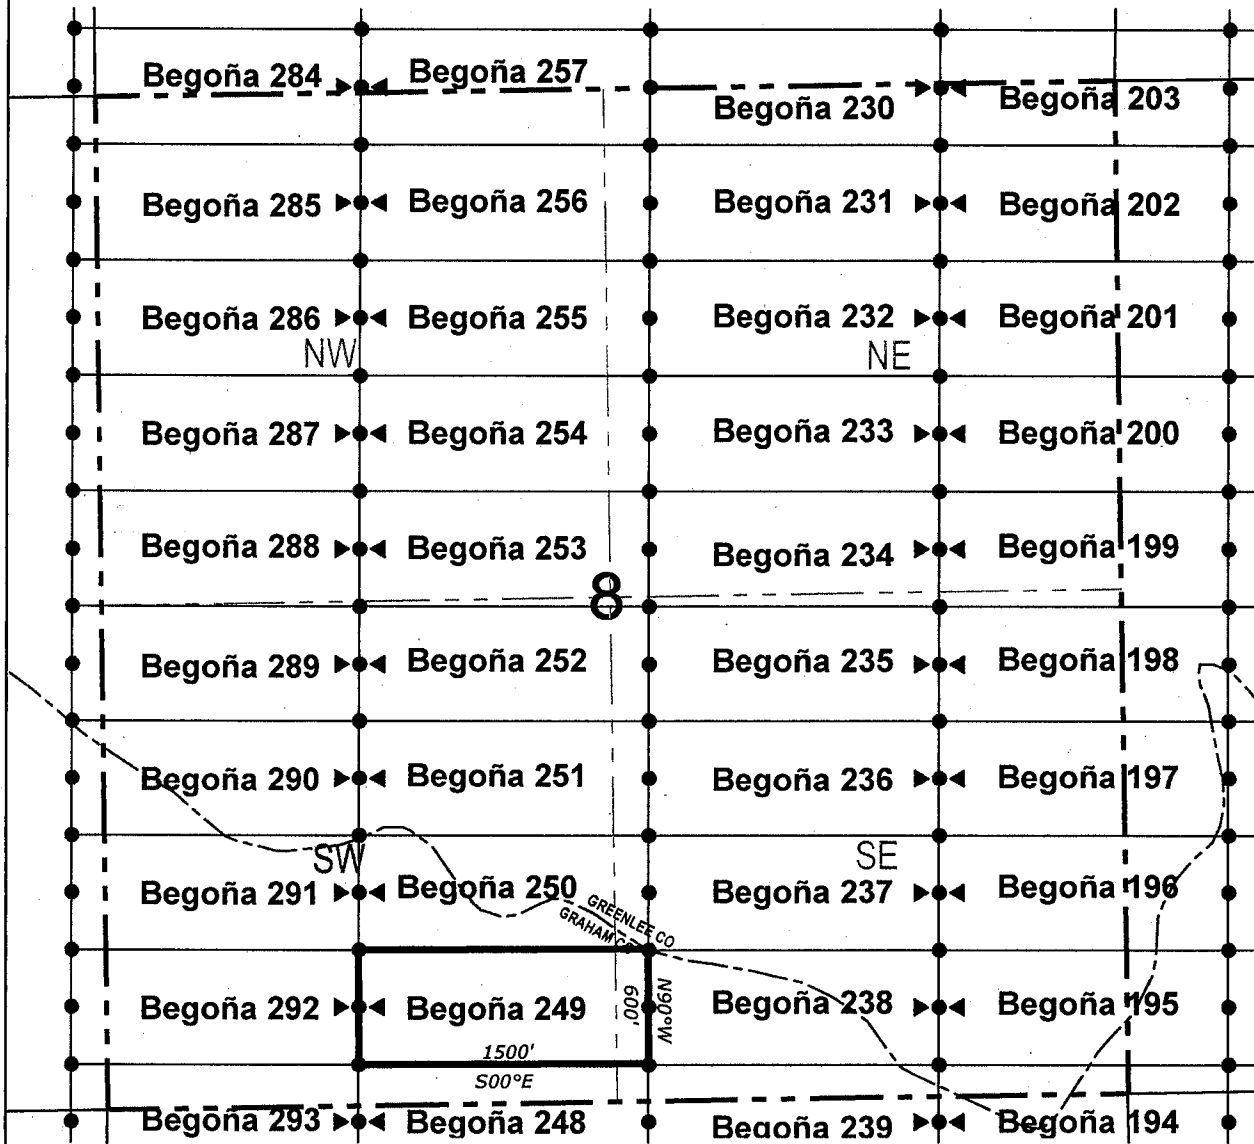 Begoña 284 Begoña 257 Begoña 230 Begoña 203
Begoña 285 Begoña 256 Begoña 231 Begoña 202
Begoña 286 Begoña 255 Begoña 232 Begoña 201
NW NE
Begoña 287 Begoña 254 Begoña 233 Begoña 200
Begoña 288 Begoña 253 Begoña 234 Begoña 199
8
Begoña 289 Begoña 252 Begoña 235 Begoña 198
Begoña 290 Begoña 251 Begoña 236 Begoña 197
SW SE
Begoña 291 Begoña 250 Begoña 237 Begoña 196
GREENLEE CO
GRAHAM CO
Begoña 292 Begoña 249 600' N90°W Begoña 238 Begoña 195
1500'
S00°E
Begoña 293 Begoña 248 Begoña 239 Begoña 194